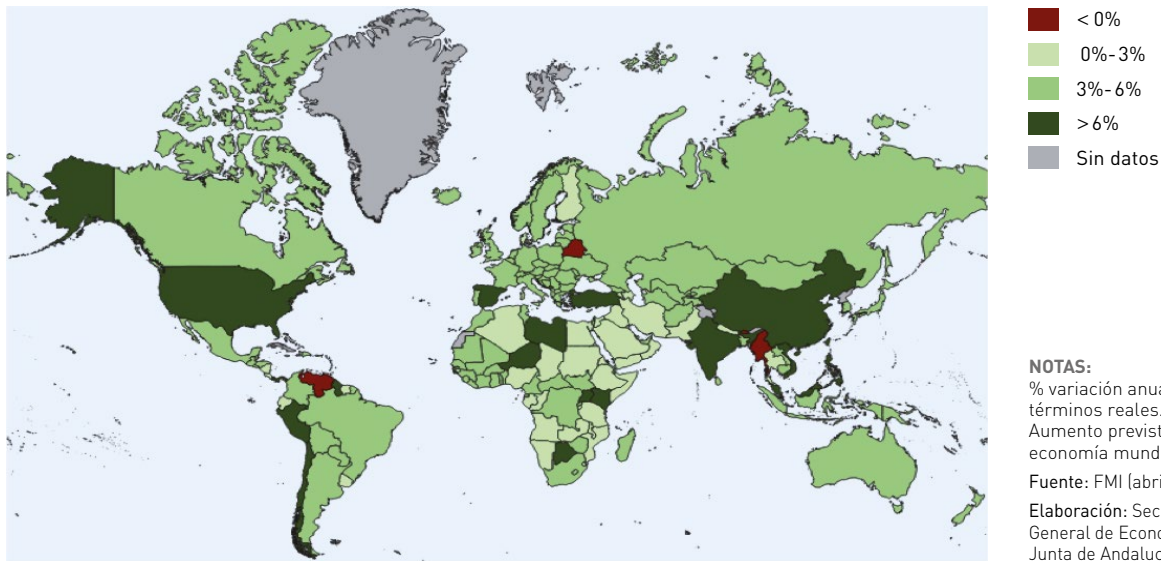 < 0%
0%-3%
3%-6%
>6%
Sin datos
NOTAS:
% variación anua
términos reales.
Aumento previst
economía mund
Fuente: FMI (abri
Elaboración: Sec
General de Econo
Junta de Andaluc